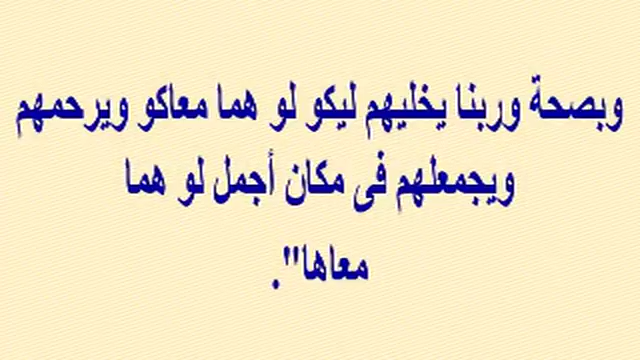 وبصحة وربنا يخليهم ليكو لو هما معاكو ويرحمهم
ويجمعلهم فى مكان أجمل لو هما
معاها".